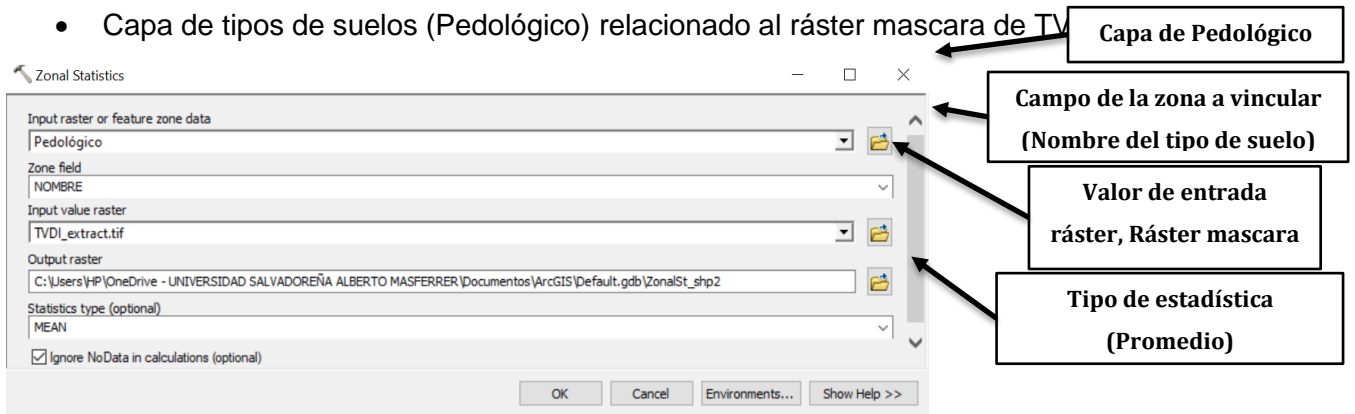 • Capa de tipos de suelos (Pedológico) relacionado al ráster mascara de TV
Capa de Pedológico
Zonal Statistics
Campo de la zona a vincular
(Nombre del tipo de suelo)
Input raster or feature zone data
Pedológico
Zone field
NOMBRE
Input value raster
TVDI_extract.tif
Valor de entrada
ráster, Ráster mascara
Output raster
C:\Users\HP\OneDrive - UNIVERSIDAD SALVADOREÑA ALBERTO MASFERRER\Documentos\ArcGIS\Default.gdb\ZonalSt_shp2
Statistics type (optional)
MEAN
Tipo de estadística
(Promedio)
Ignore NoData in calculations (optional)
OK Cancel Environments... Show Help >>